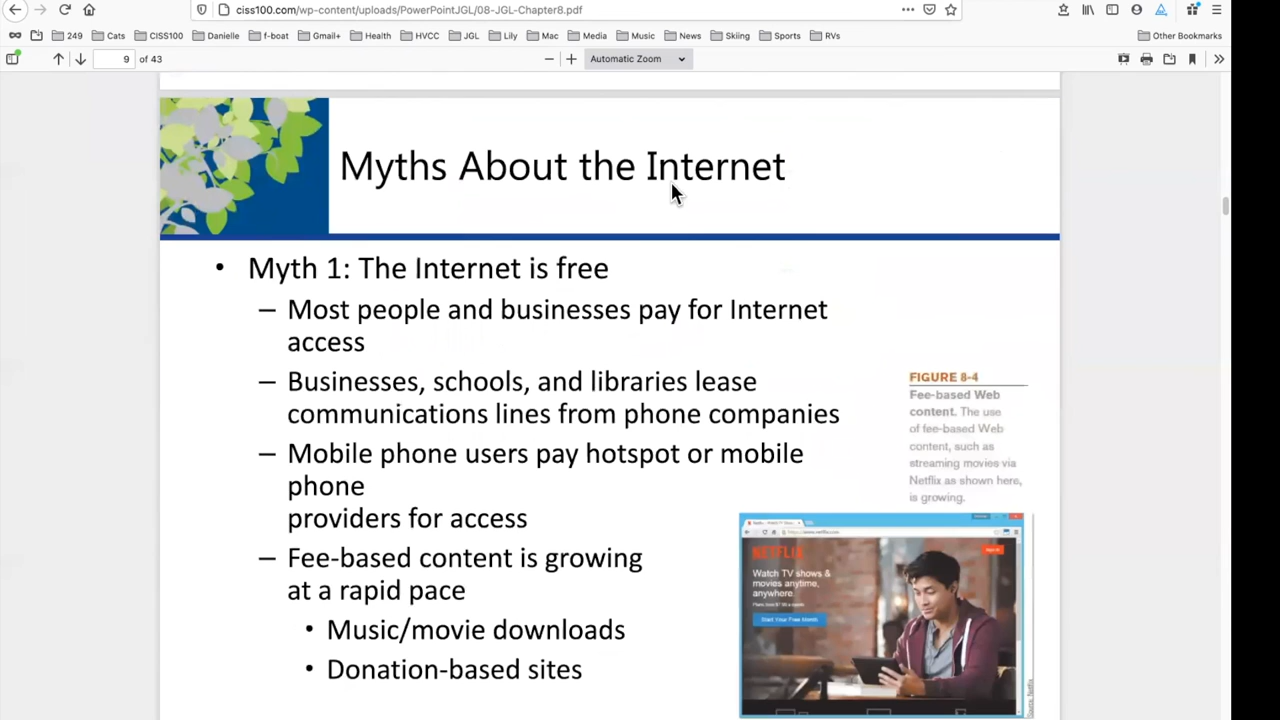 ciss100.com/wp-content/uploads/PowerPointJGL/08-JGL-Chapter8.pdf
249 Cats CISS100 Danielle f-boat Gmail+ Health HVCC JGL Lily Mac Media Music News Skiing Sports RVs Other Bookmarks
9 of 43 Automatic Zoom
Myths About the Internet
• Myth 1: The Internet is free
– Most people and businesses pay for Internet
access
– Businesses, schools, and libraries lease
communications lines from phone companies
– Mobile phone users pay hotspot or mobile
phone
providers for access
– Fee-based content is growing
at a rapid pace
• Music/movie downloads
• Donation-based sites
FIGURE 8-4
Fee-based Web
content. The use
of fee-based Web
content, such as
streaming movies via
Netflix as shown here,
is growing.
NETFLIX
Watch TV shows &
movies anytime,
anywhere.
Start Your Free Month
Source: Netflix